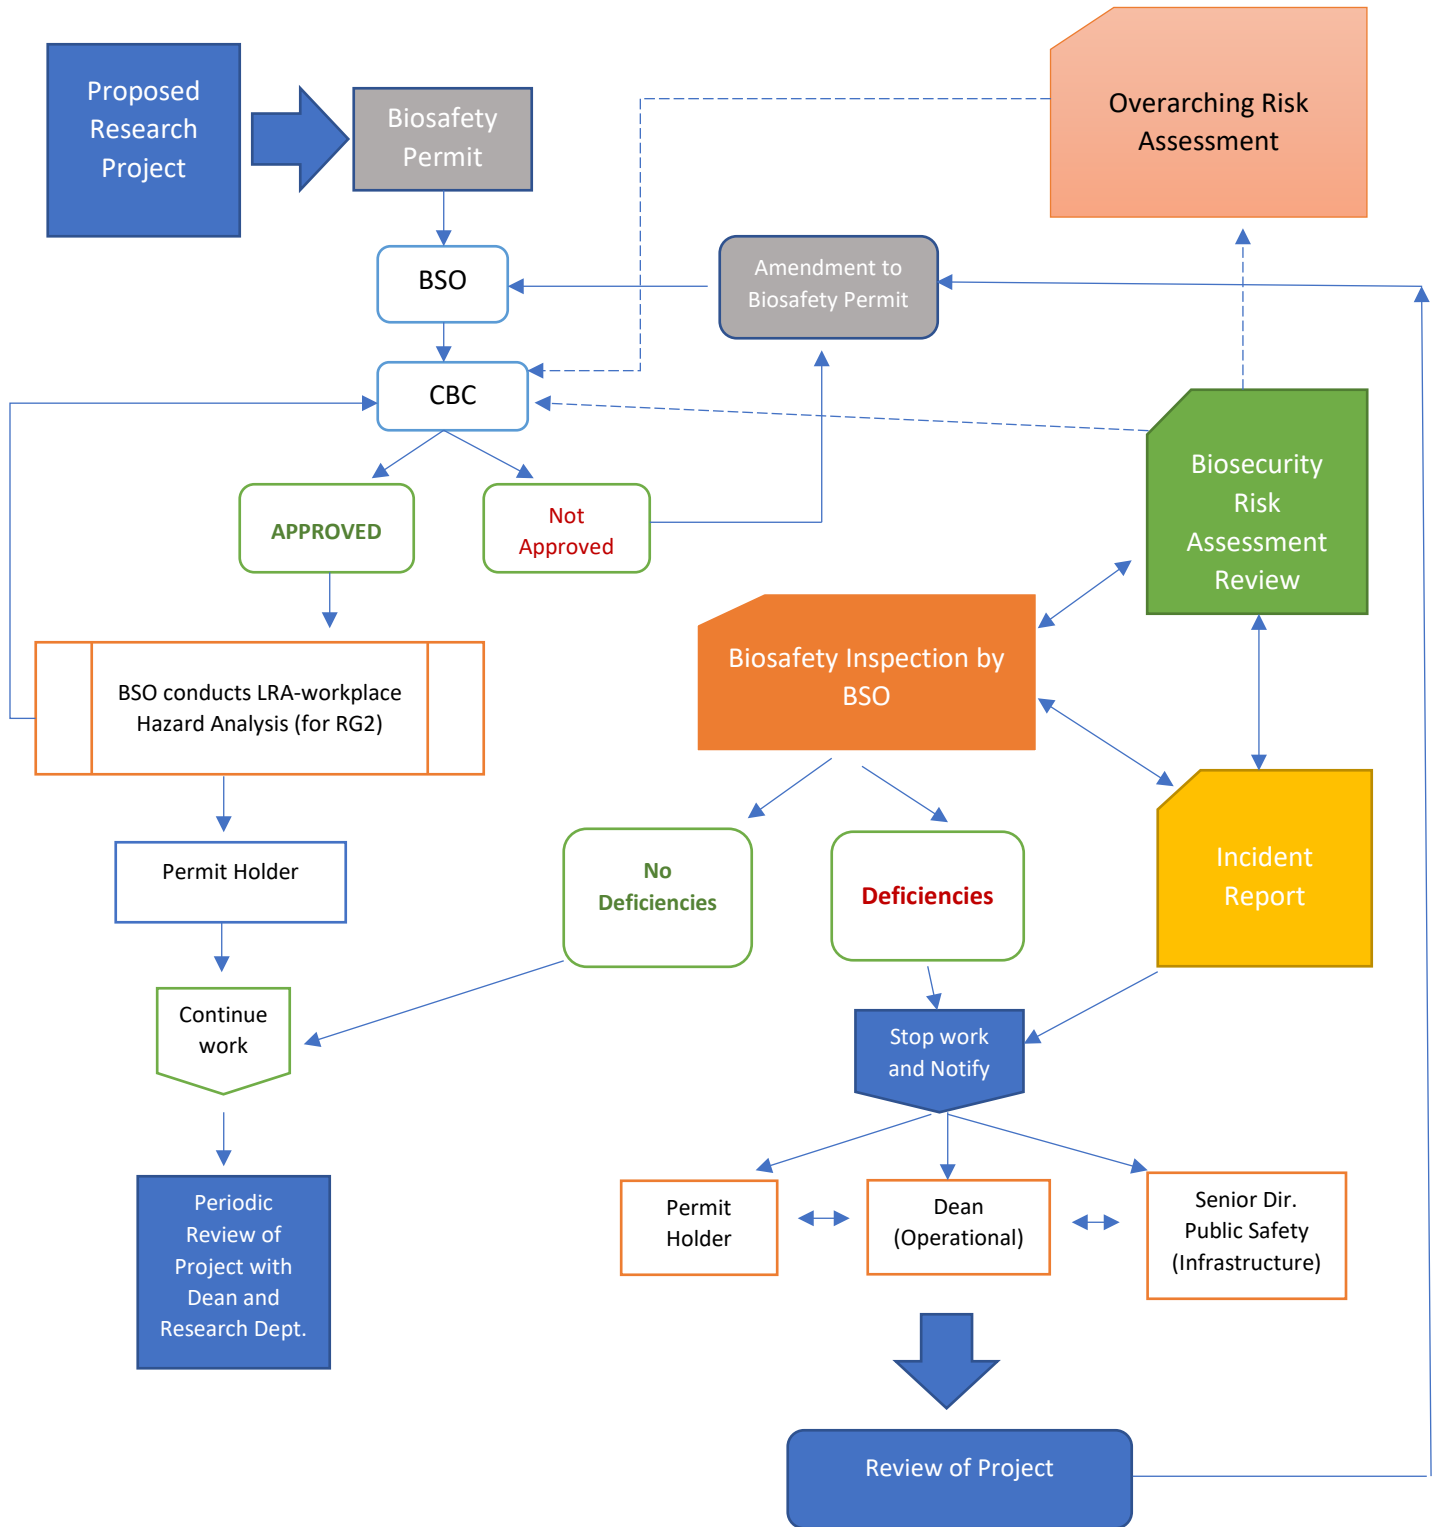 Proposed
Research
Project
Biosafety
Permit
Overarching Risk
Assessment
BSO
Amendment to
Biosafety Permit
CBC
APPROVED
Not
Approved
Biosecurity
Risk
Assessment
Review
BSO conducts LRA-workplace
Hazard Analysis (for RG2)
Biosafety Inspection by
BSO
Permit Holder
No
Deficiencies
Deficiencies
Incident
Report
Continue
work
Stop work
and Notify
Periodic
Review of
Project with
Dean and
Research Dept.
Permit
Holder
Dean
(Operational)
Senior Dir.
Public Safety
(Infrastructure)
Review of Project